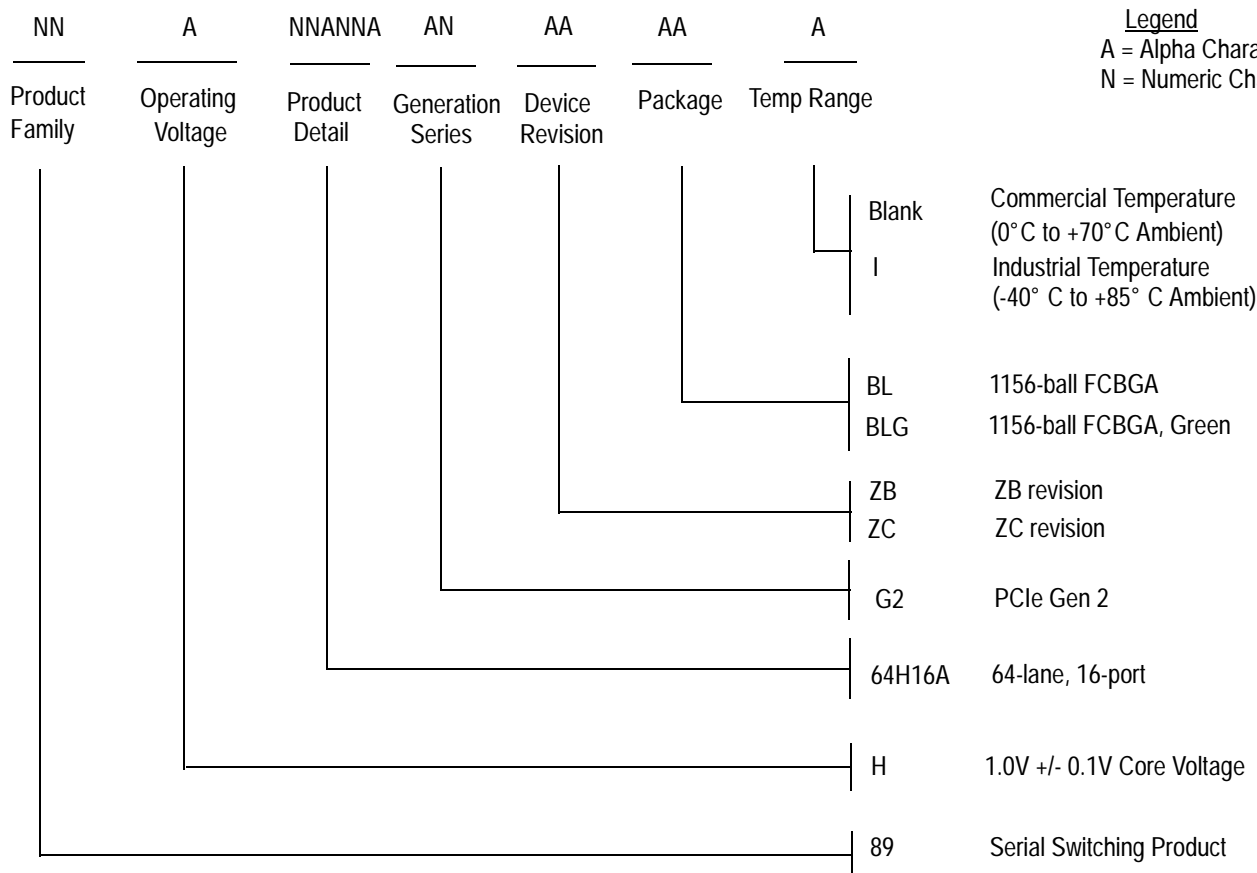 NN A NNANNA AN AA AA A
Legend
A = Alpha
N = Numeric
Product Family
Operating Voltage
Product Detail
Generation Series
Device Revision
Package
Temp Range
Blank Commercial Temperature
(0°C to +70°C Ambient)
I Industrial Temperature
(-40° C to +85° C Ambient)
BL 1156-ball FCBGA
BLG 1156-ball FCBGA, Green
ZB ZB revision
ZC ZC revision
G2 PCIe Gen 2
64H16A 64-lane, 16-port
H 1.0V +/- 0.1V Core Voltage
89 Serial Switching Product